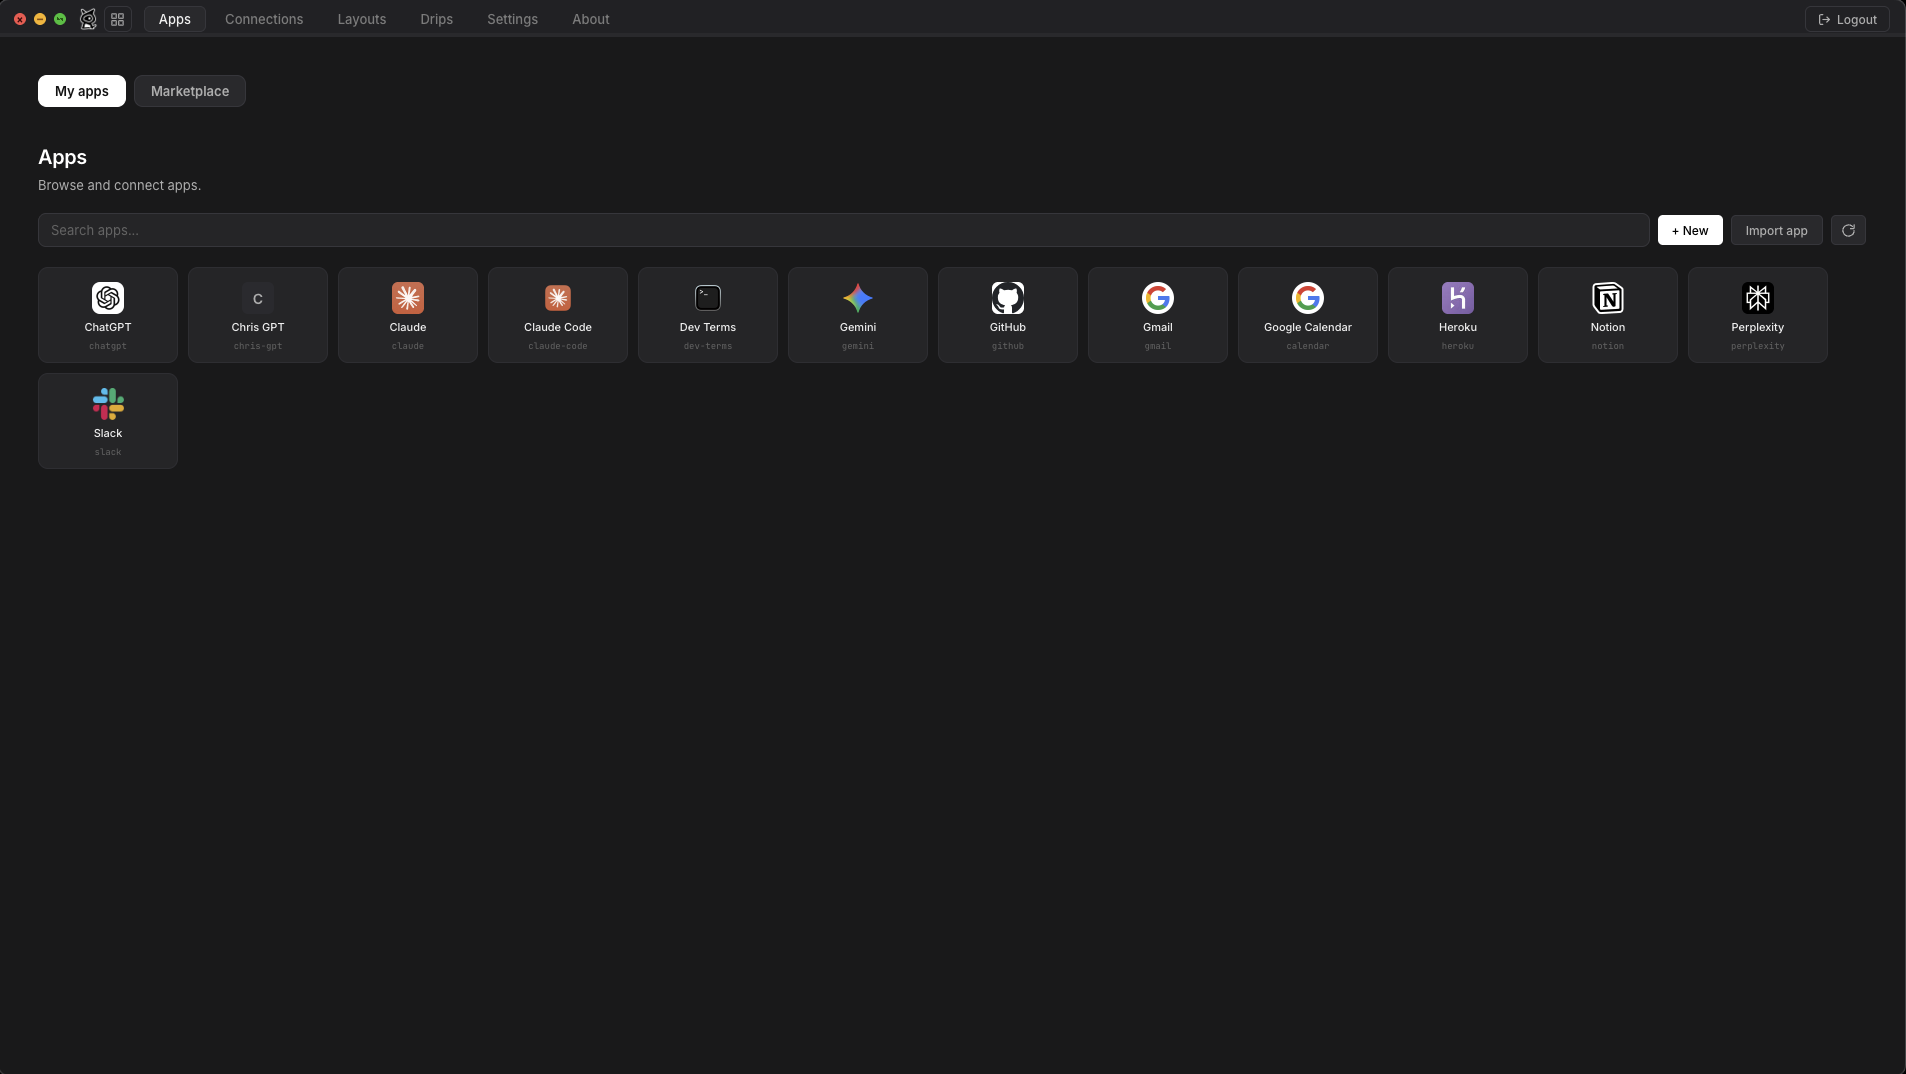 Apps Connections Layouts Drips Settings About Logout
My apps Marketplace
Apps
Browse and connect apps.
Search apps... + New Import app
C
ChatGPT Chris GPT Claude Claude Code Dev Terms Gemini GitHub Gmail Google Calendar Heroku Notion Perplexity
chatgpt chris-gpt claude claude-code dev-terms gemini github gmail calendar heroku notion perplexity
Slack
slack